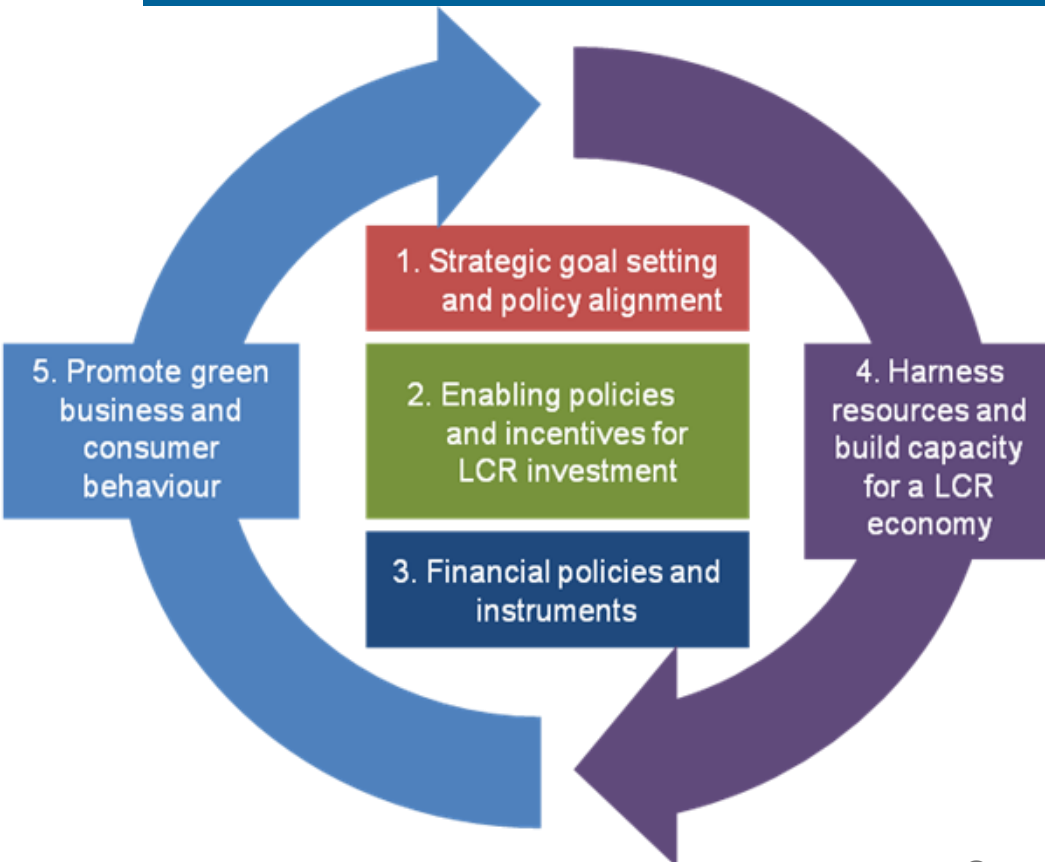 1. Strategic goal setting
and policy alignment
2. Enabling policies
and incentives for
LCR investment
3. Financial policies and
instruments
4. Harness
resources and
build capacity
for a LCR
economy
5. Promote green
business and
consumer
behaviour